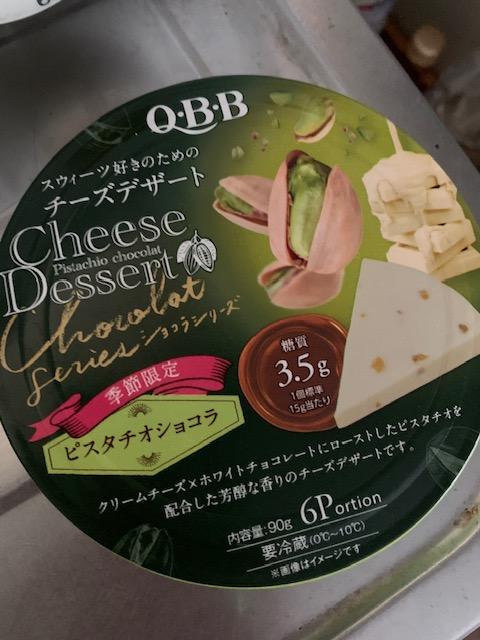 Q·B·B
スウィーツ好きのための
チーズデザート
Cheese
Pistachio chocolat
Dessert
Chocolat
series ショコラシリーズ
季節限定
ピスタチオショコラ
糖質
3.5g
1個標準
15g当たり
クリームチーズ×ホワイトチョコレートにローストしたピスタチオを
配合した芳醇な香りのチーズデザートです。
内容量:90g 6Portion
要冷蔵(0℃~10℃)
※画像はイメージです